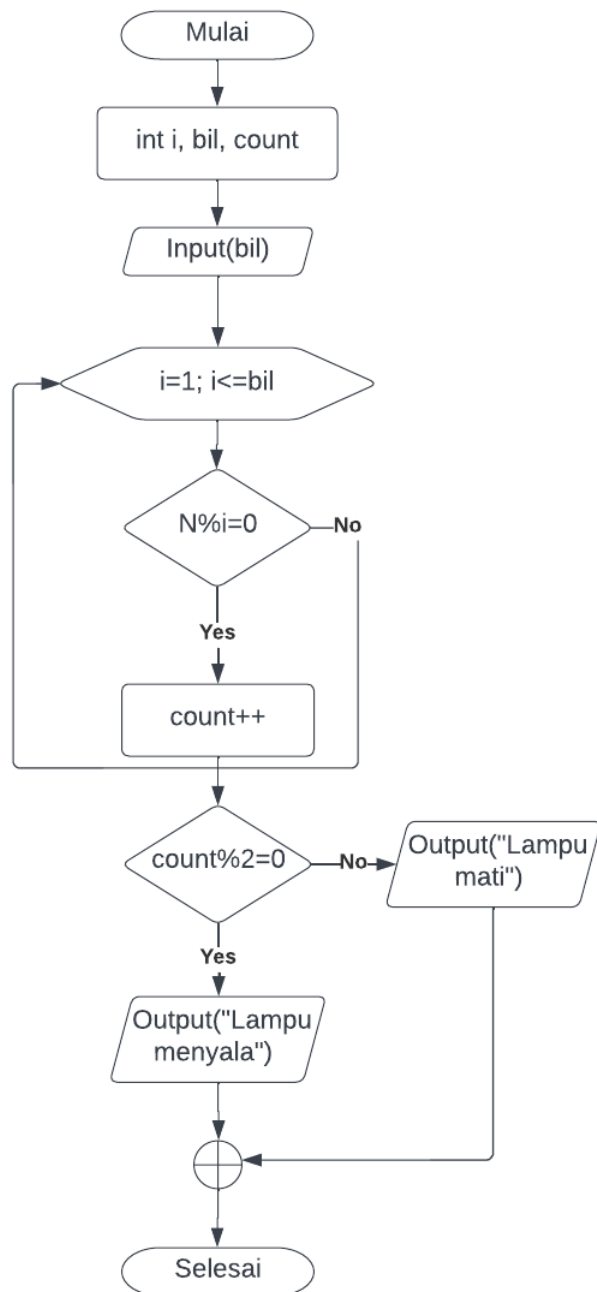 Mulai
int i, bil, count
Input(bil)
i=1; i<=bil
N%i=0
No
Yes
count++
count%2=0
No
Output("Lampu
mati")
Yes
Output("Lampu
menyala")
Selesai